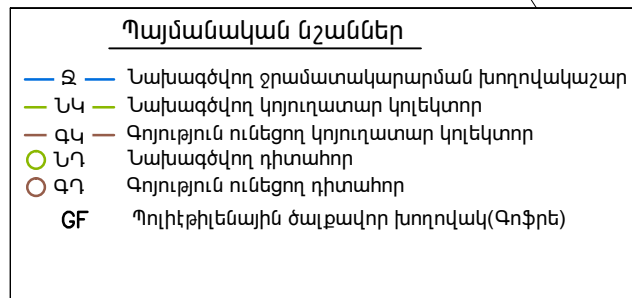 Պայմանական նշաններ
Ջ Նախագծվող ջրամատակարարման խողովակաշար
ՆԿ Նախագծվող կոյուղատար կոլեկտոր
ԳԿ Գոյություն ունեցող կոյուղատար կոլեկտոր
ՆԴ Նախագծվող դիտահոր
ԳԴ Գոյություն ունեցող դիտահոր
GF Պոլիէթիլենային ծալքավոր խողովակ(Գոֆրե)